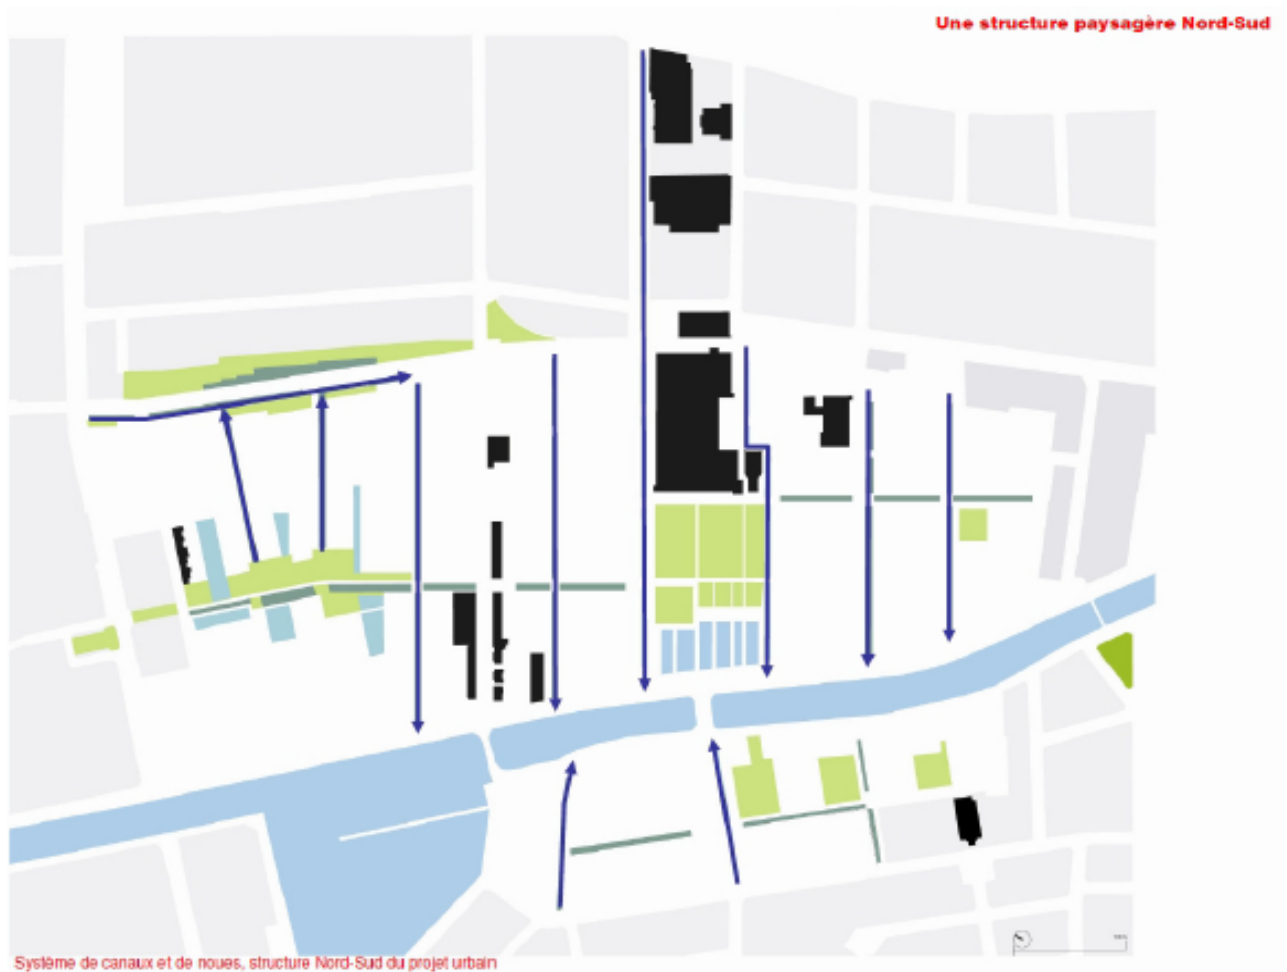 Une structure paysagère Nord-Sud
Système de canaux et de noues, structure Nord-Sud du projet urbain